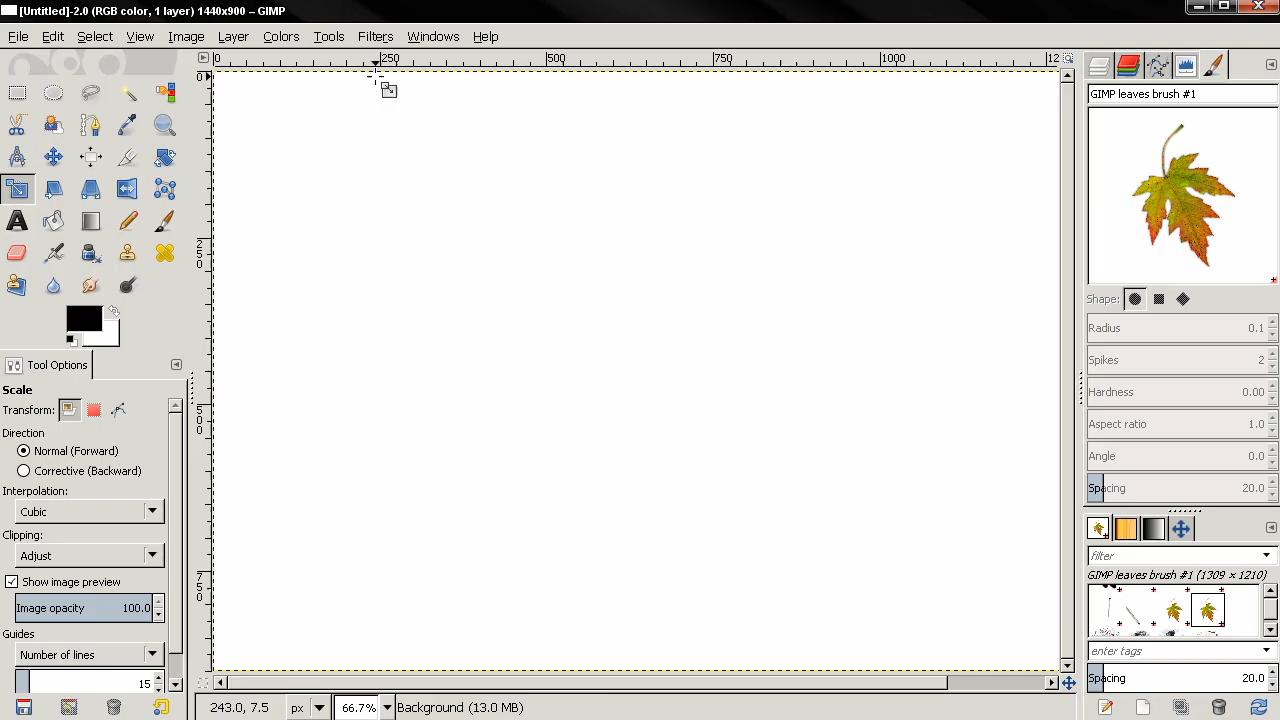 [Untitled]-2.0 (RGB color, 1 layer) 1440x900 – GIMP
File Edit Select View Image Layer Colors Tools Filters Windows Help
0 250 500 750 1000 12
GIMP leaves brush #1
0
250
500
750
Shape:
Radius 0.1
Spikes 2
Hardness 0.00
Aspect ratio 1.0
Angle 0.0
Spacing 20.0
Tool Options
Scale
Transform:
Direction
Normal (Forward)
Corrective (Backward)
Interpolation:
Cubic
Clipping:
Adjust
Show image preview
Image opacity 100.0
Guides
Number of lines
15
filter
GIMP leaves brush #1 (1309 × 1210)
enter tags
Spacing 20.0
243.0, 7.5 px 66.7% Background (13.0 MB)